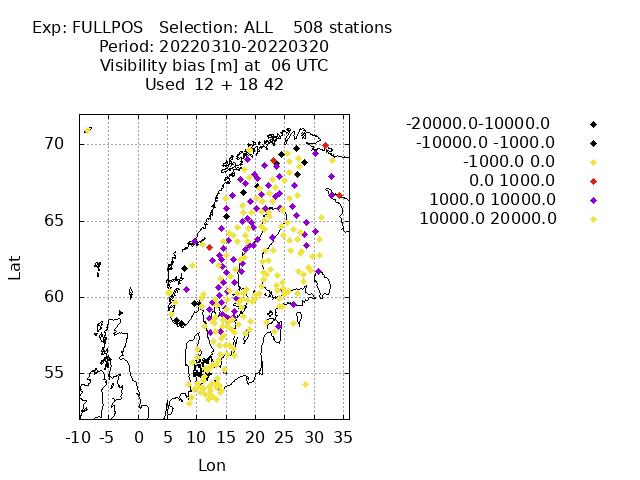 Exp: FULLPOS   Selection: ALL    508 stations
Period: 20220310-20220320
Visibility bias [m] at  06 UTC
Used  12 + 18 42
-20000.0-10000.0
-10000.0 -1000.0
-1000.0 0.0
0.0 1000.0
1000.0 10000.0
10000.0 20000.0
70
65
60
55
Lat
-10 -5 0 5 10 15 20 25 30 35
Lon